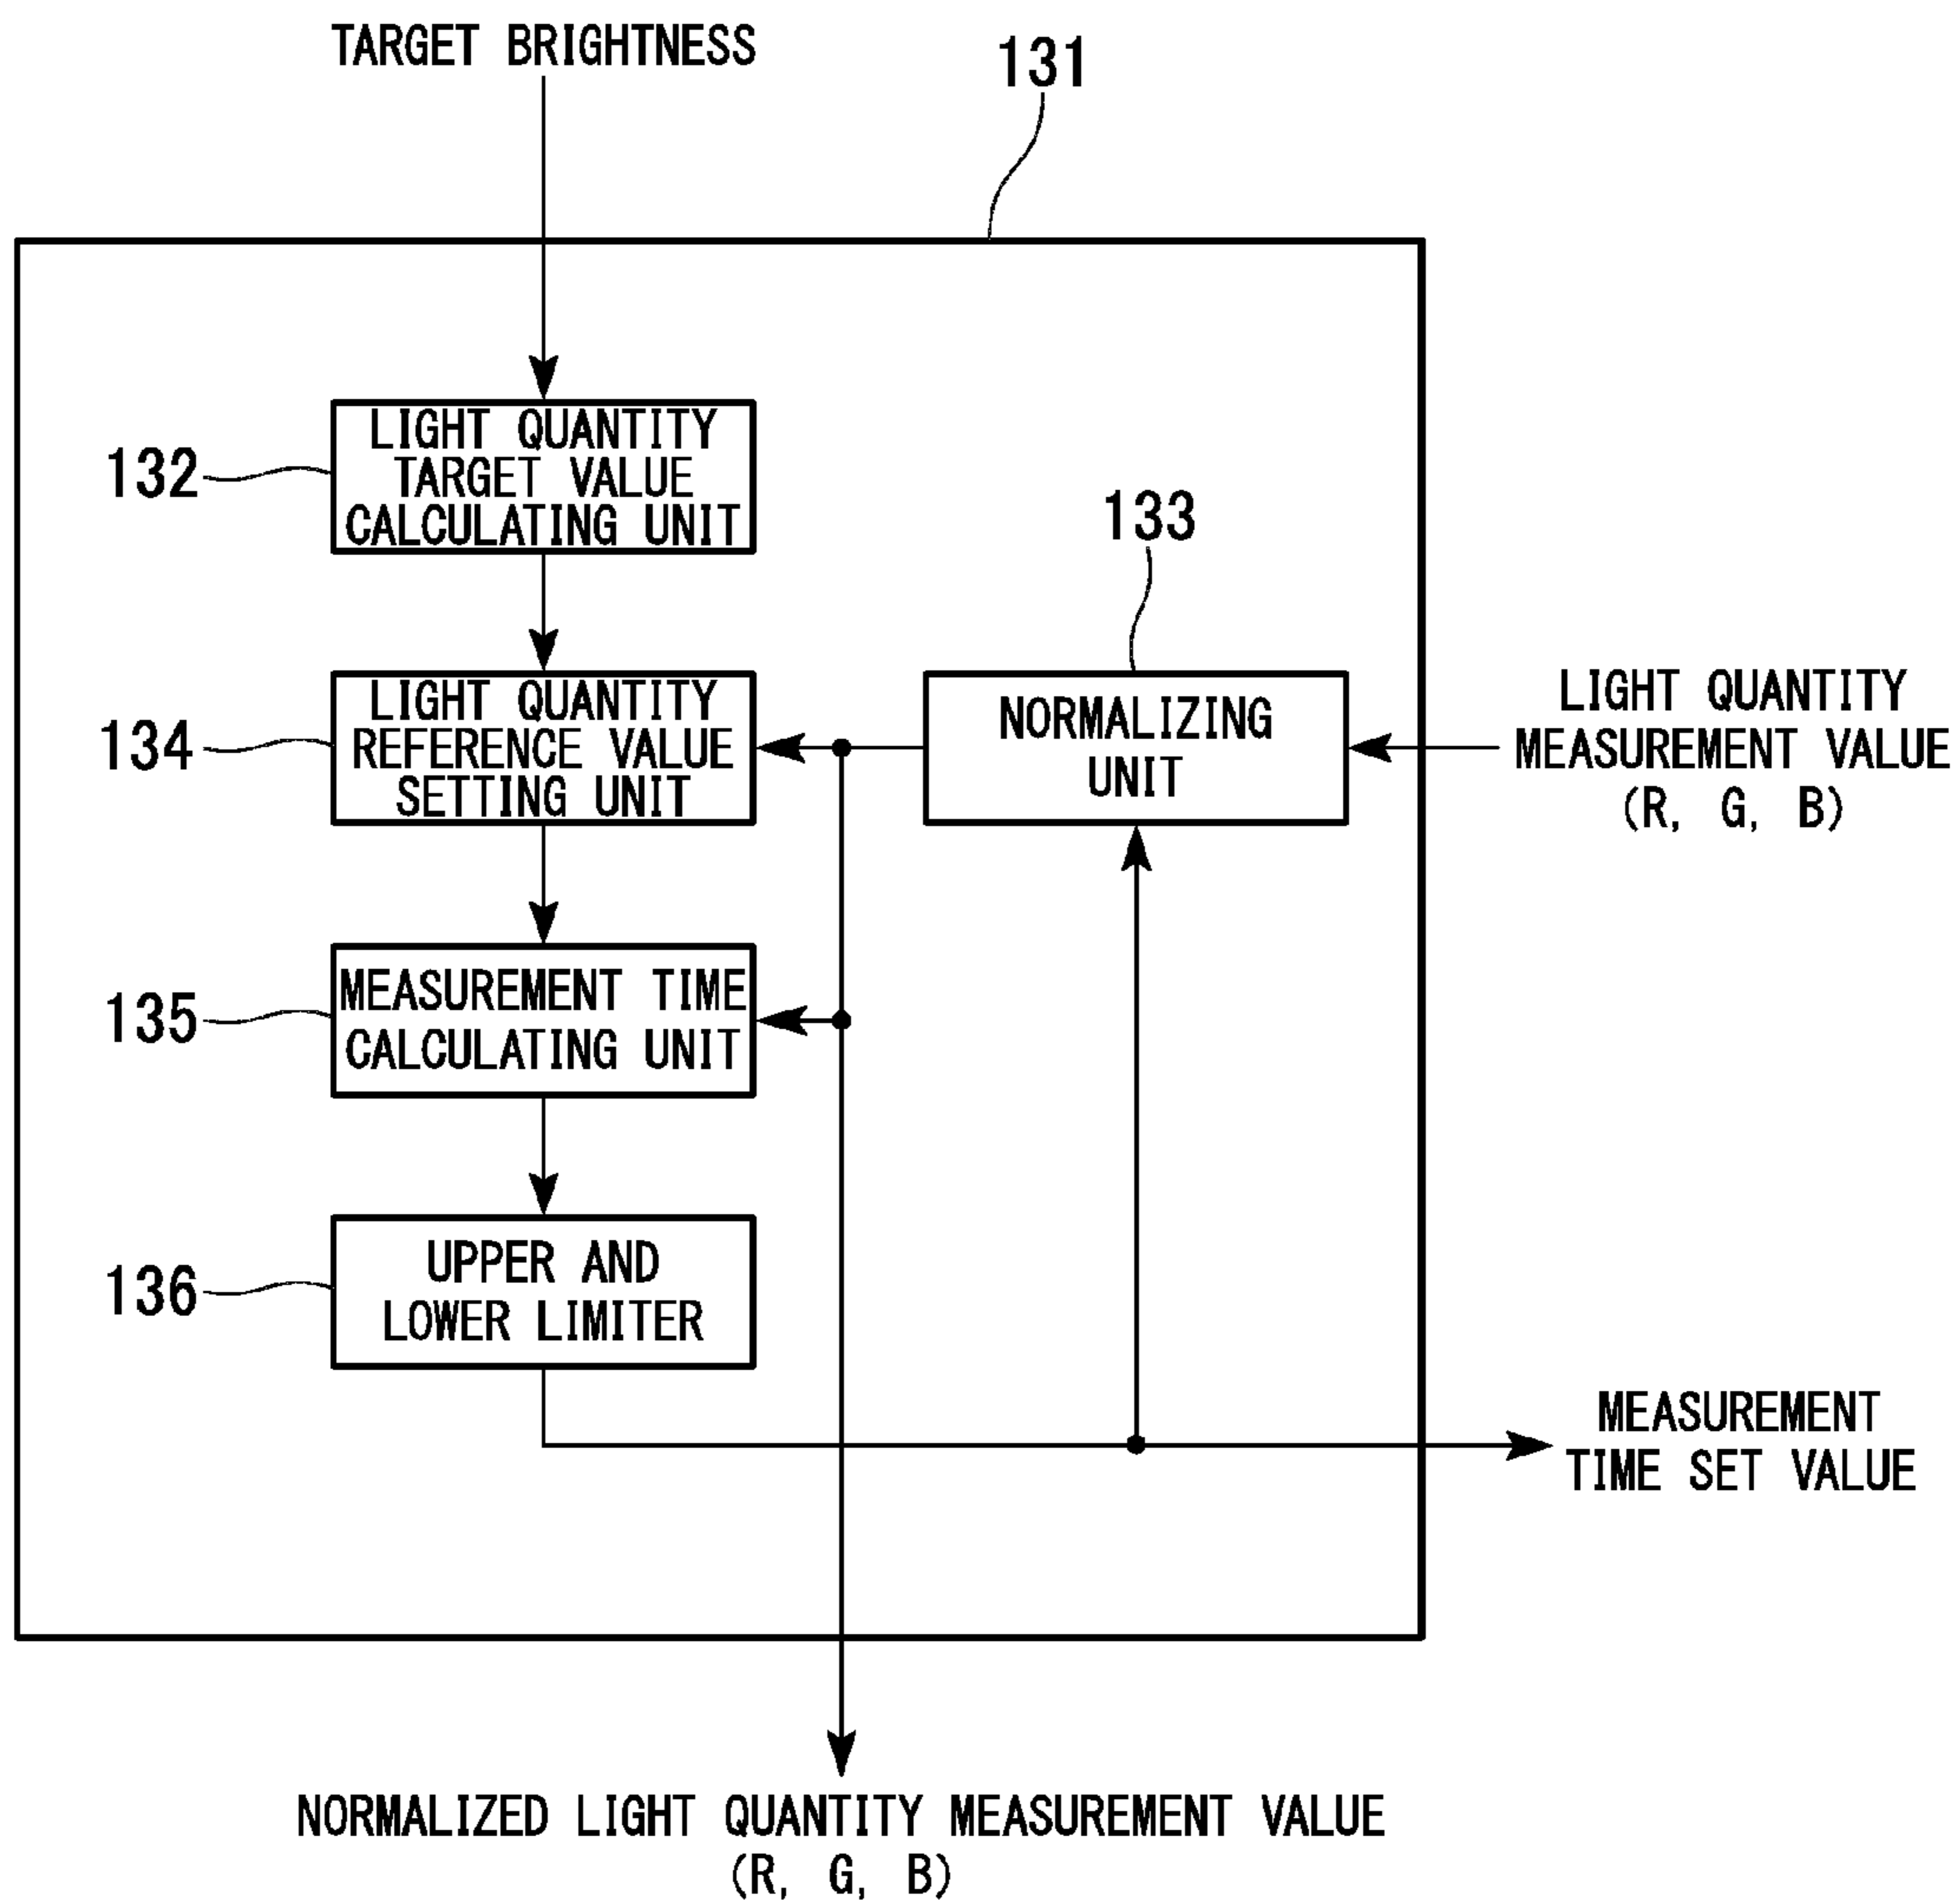 TARGET BRIGHTNESS
131
132
LIGHT QUANTITY
TARGET VALUE
CALCULATING UNIT
133
134
LIGHT QUANTITY
REFERENCE VALUE
SETTING UNIT
NORMALIZING
UNIT
LIGHT QUANTITY
MEASUREMENT VALUE
(R, G, B)
135
MEASUREMENT TIME
CALCULATING UNIT
136
UPPER AND
LOWER LIMITER
MEASUREMENT
TIME SET VALUE
NORMALIZED LIGHT QUANTITY MEASUREMENT VALUE
(R, G, B)